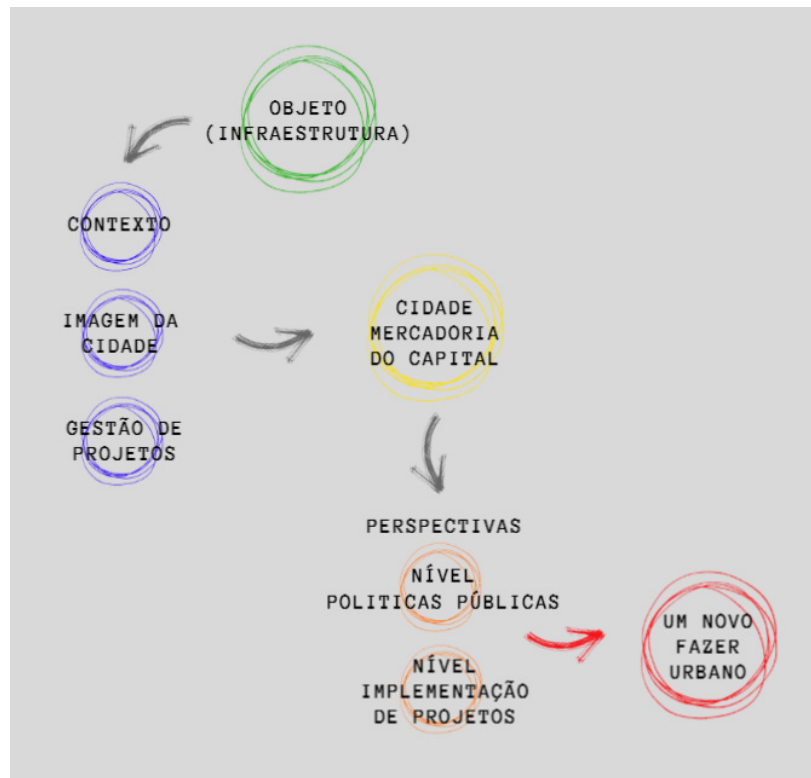 OBJETO
(INFRAESTRUTURA)
CONTEXTO
IMAGEM DA
CIDADE
GESTÃO DE
PROJETOS
CIDADE
MERCADORIA
DO CAPITAL
PERSPECTIVAS
NÍVEL
POLITICAS PÚBLICAS
NÍVEL
IMPLEMENTAÇÃO
DE PROJETOS
UM NOVO
FAZER
URBANO